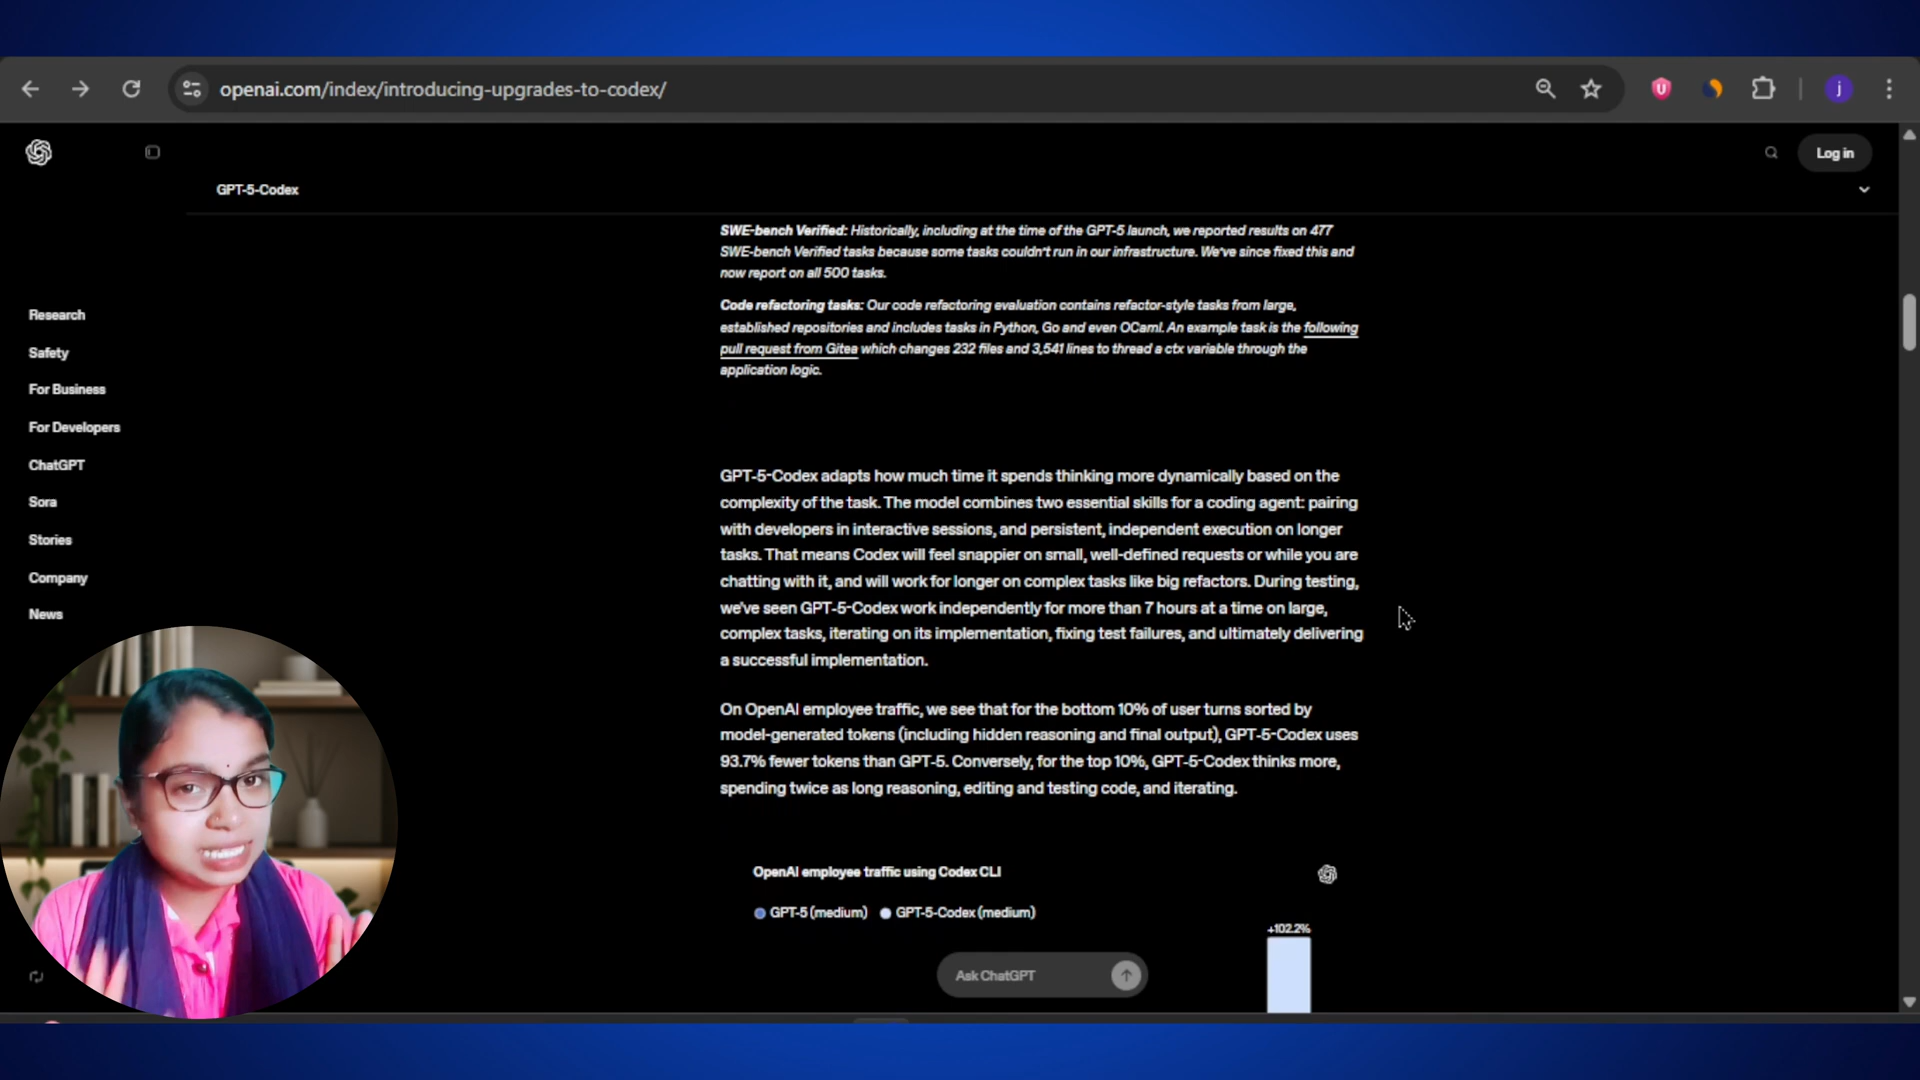 openai.com/index/introducing-upgrades-to-codex/
j
Log in
GPT-5-Codex
Research
Safety
For Business
For Developers
ChatGPT
Sora
Stories
Company
News
SWE-bench Verified: Historically, including at the time of the GPT-5 launch, we reported results on 477
SWE-bench Verified tasks because some tasks couldn't run in our infrastructure. We've since fixed this and
now report on all 500 tasks.
Code refactoring tasks: Our code refactoring evaluation contains refactor-style tasks from large,
established repositories and includes tasks in Python, Go and even OCaml. An example task is the following
pull request from Gitea which changes 232 files and 3,541 lines to thread a ctx variable through the
application logic.
GPT-5-Codex adapts how much time it spends thinking more dynamically based on the
complexity of the task. The model combines two essential skills for a coding agent: pairing
with developers in interactive sessions, and persistent, independent execution on longer
tasks. That means Codex will feel snappier on small, well-defined requests or while you are
chatting with it, and will work for longer on complex tasks like big refactors. During testing,
we've seen GPT-5-Codex work independently for more than 7 hours at a time on large,
complex tasks, iterating on its implementation, fixing test failures, and ultimately delivering
a successful implementation.
On OpenAI employee traffic, we see that for the bottom 10% of user turns sorted by
model-generated tokens (including hidden reasoning and final output), GPT-5-Codex uses
93.7% fewer tokens than GPT-5. Conversely, for the top 10%, GPT-5-Codex thinks more,
spending twice as long reasoning, editing and testing code, and iterating.
OpenAI employee traffic using Codex CLI
GPT-5 (medium) GPT-5-Codex (medium)
+102.2%
Ask ChatGPT